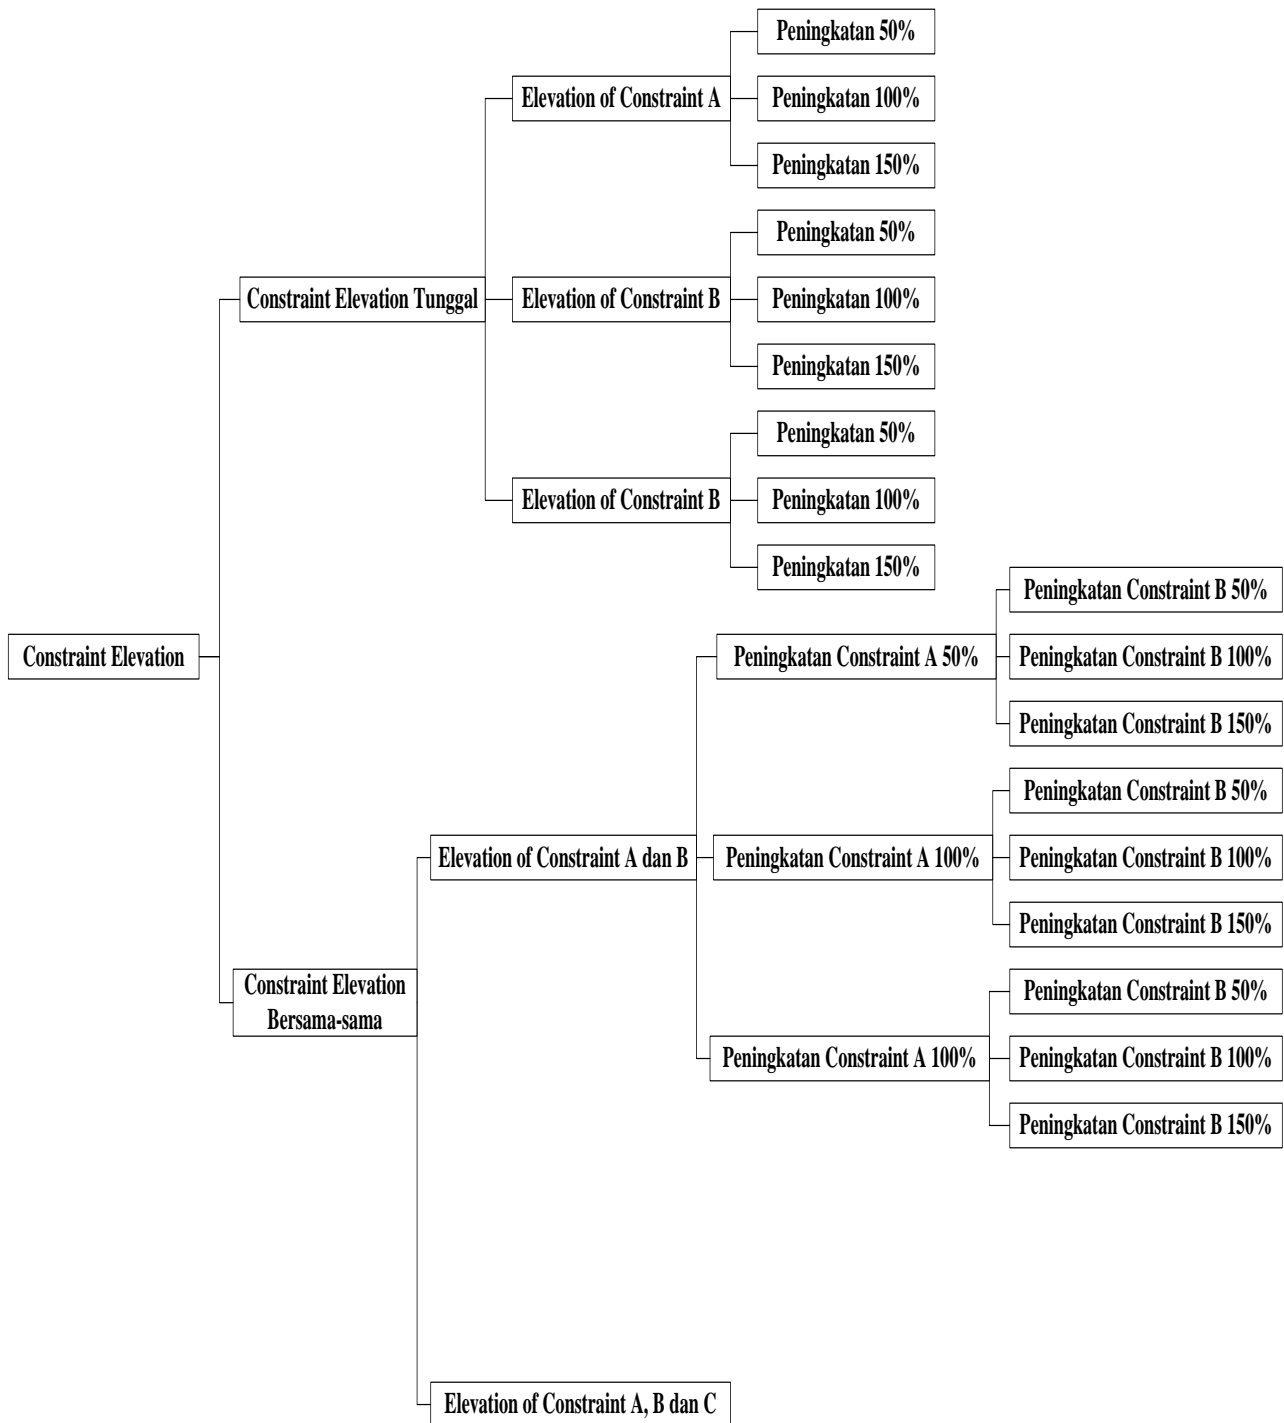 Peningkatan 50%
Elevation of Constraint A
Peningkatan 100%
Peningkatan 150%
Peningkatan 50%
Constraint Elevation Tunggal
Elevation of Constraint B
Peningkatan 100%
Peningkatan 150%
Peningkatan 50%
Elevation of Constraint B
Peningkatan 100%
Peningkatan 150%
Constraint Elevation
Peningkatan Constraint A 50%
Peningkatan Constraint B 50%
Peningkatan Constraint B 100%
Peningkatan Constraint B 150%
Elevation of Constraint A dan B
Peningkatan Constraint A 100%
Peningkatan Constraint B 50%
Peningkatan Constraint B 100%
Peningkatan Constraint B 150%
Constraint Elevation
Bersama-sama
Peningkatan Constraint A 100%
Peningkatan Constraint B 50%
Peningkatan Constraint B 100%
Peningkatan Constraint B 150%
Elevation of Constraint A, B dan C